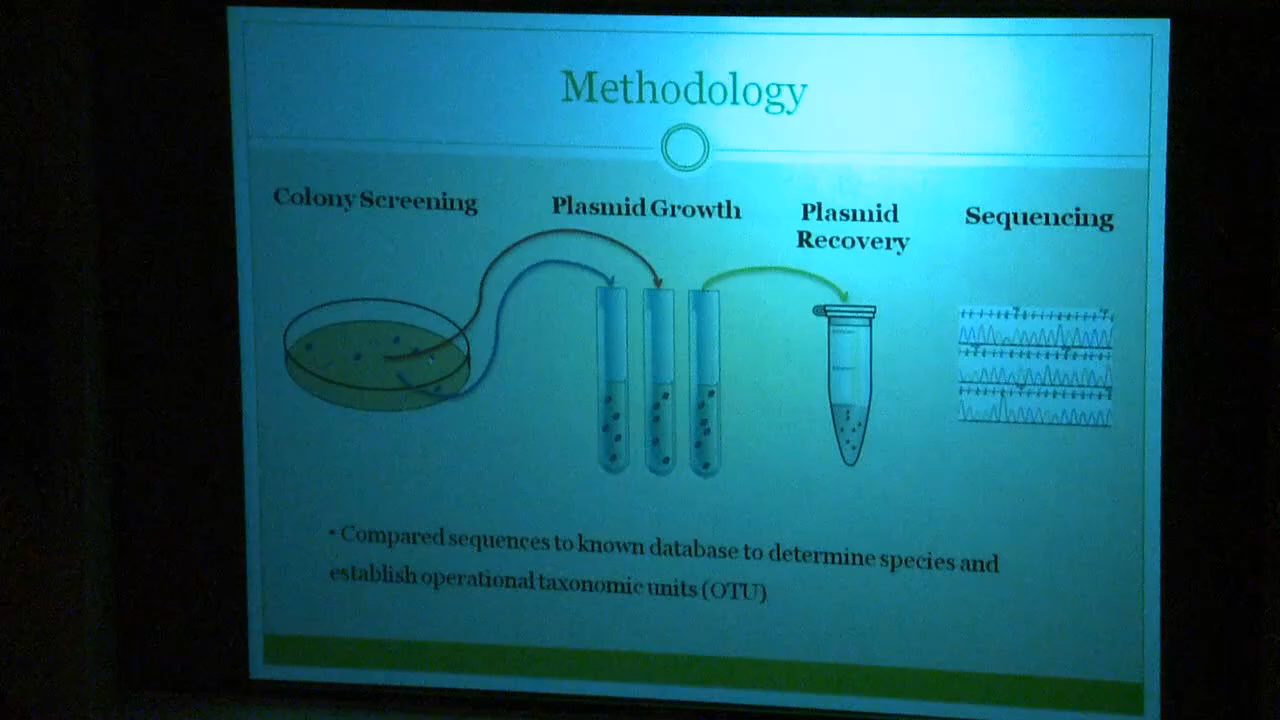 Methodology
Colony Screening
Plasmid Growth
Plasmid
Recovery
Sequencing
• Compared sequences to known database to determine species and
establish operational taxonomic units (OTU)